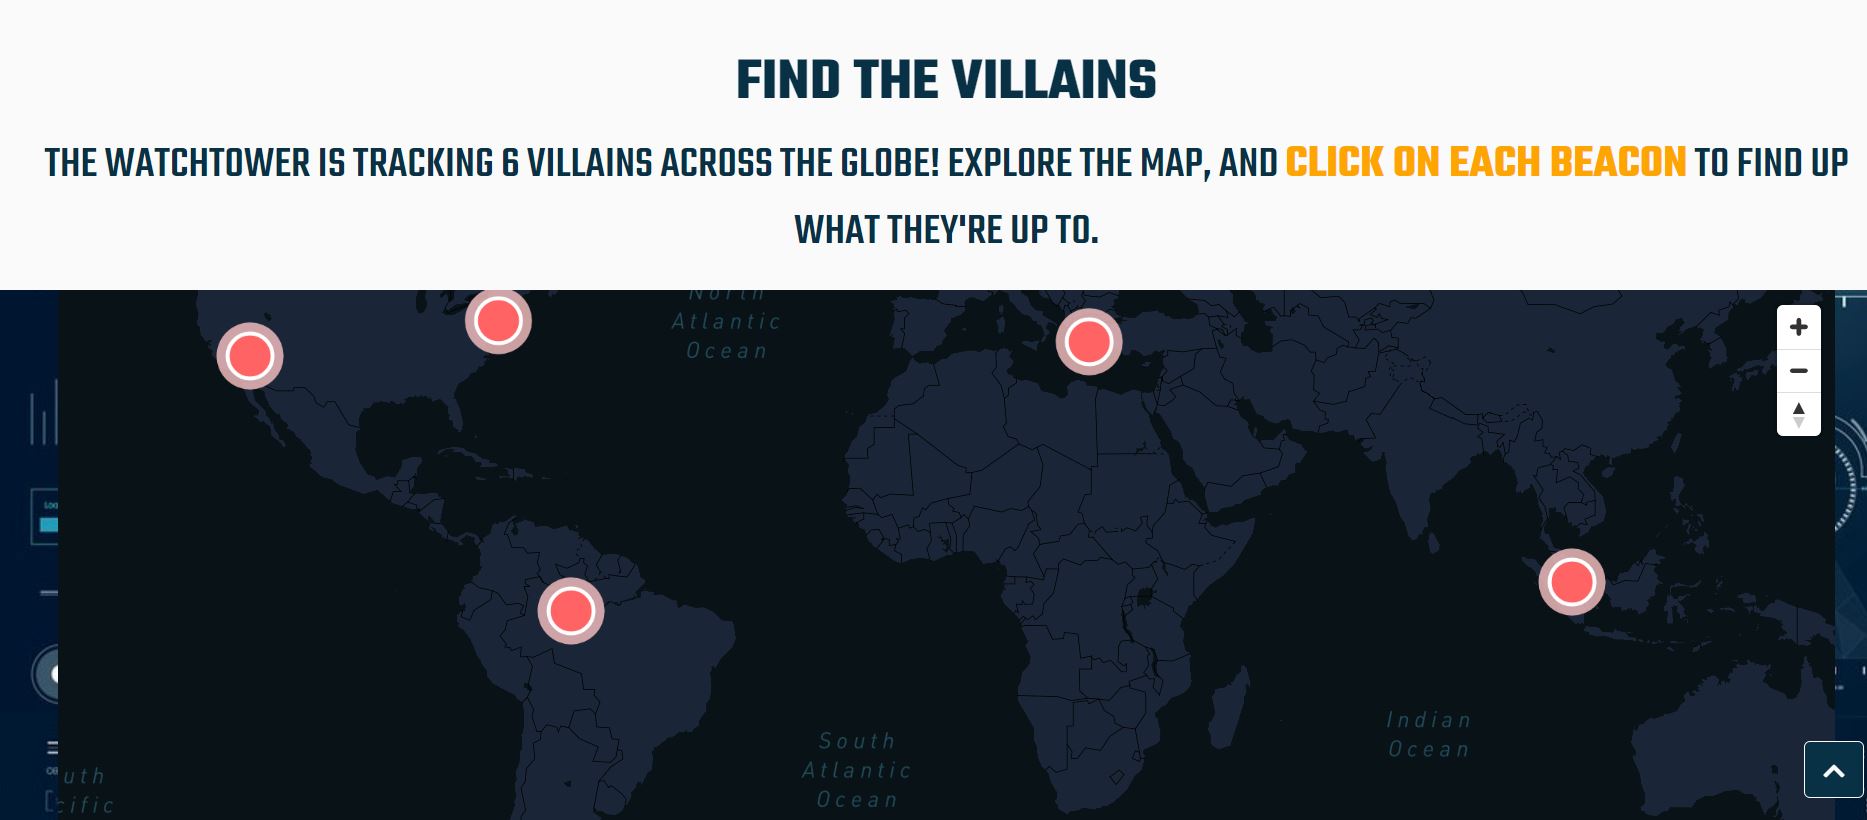 FIND THE VILLAINS
THE WATCHTOWER IS TRACKING 6 VILLAINS ACROSS THE GLOBE! EXPLORE THE MAP, AND CLICK ON EACH BEACON TO FIND UP
WHAT THEY'RE UP TO.
North
Atlantic
Ocean
South
Atlantic
Ocean
Indian
Ocean
uth
cific